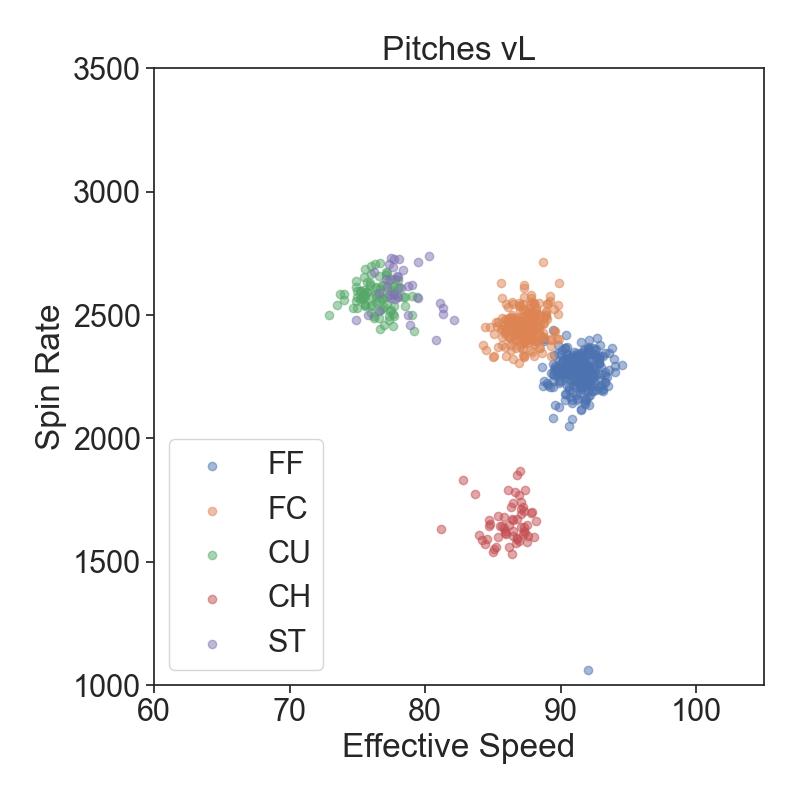 Pitches vL
3500
3000
2500
2000
1500
1000
Spin Rate
FF
FC
CU
CH
ST
60 70 80 90 100
Effective Speed